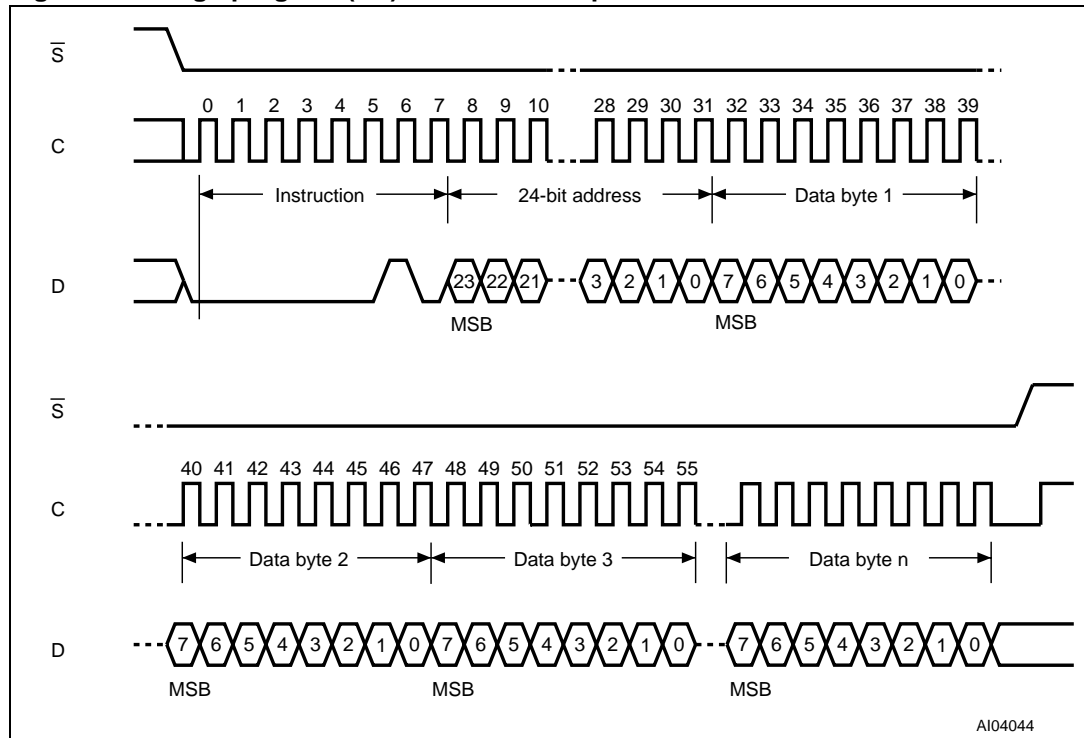 S
0 1 2 3 4 5 6 7 8 9 10 28 29 30 31 32 33 34 35 36 37 38 39
C
Instruction 24-bit address Data byte 1
D
23 22 21 3 2 1 0 7 6 5 4 3 2 1 0
MSB MSB
S
40 41 42 43 44 45 46 47 48 49 50 51 52 53 54 55
C
Data byte 2 Data byte 3 Data byte n
D
7 6 5 4 3 2 1 0 7 6 5 4 3 2 1 0 7 6 5 4 3 2 1 0
MSB MSB MSB
AI04044